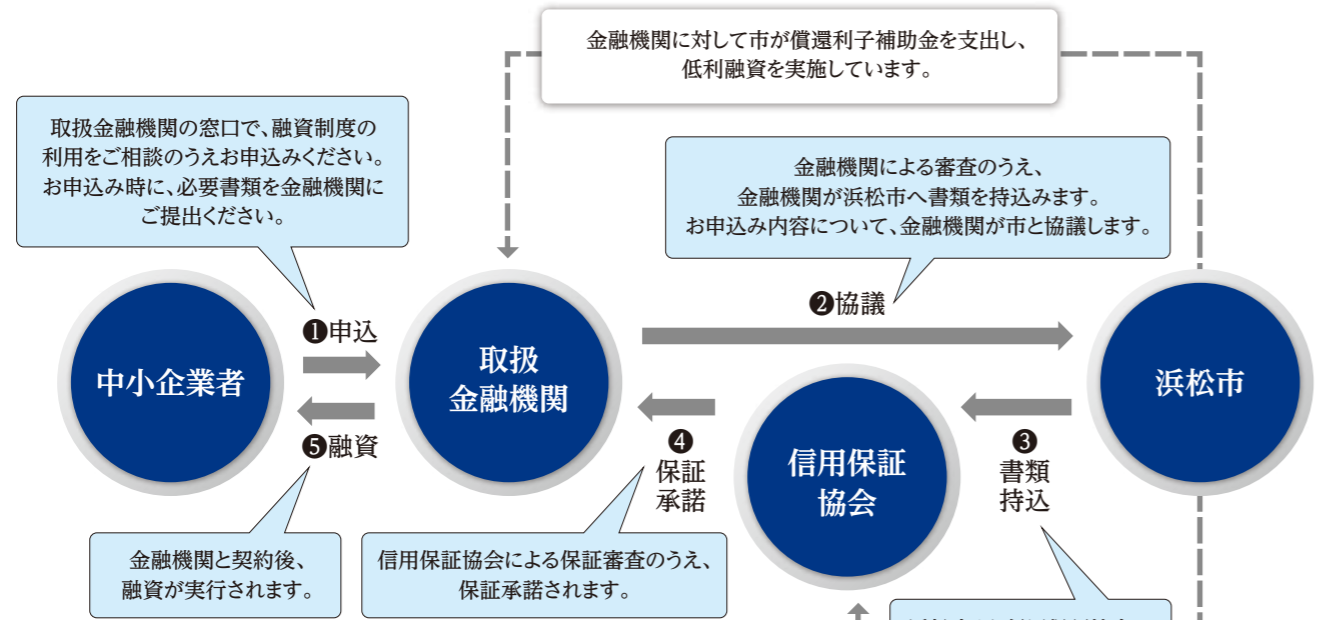 金融機関に対して市が償還利子補助金を支出し、
低利融資を実施しています。
取扱金融機関の窓口で、融資制度の
利用をご相談のうえお申込みください。
お申込み時に、必要書類を金融機関に
ご提出ください。
金融機関による審査のうえ、
金融機関が浜松市へ書類を持込みます。
お申込み内容について、金融機関が市と協議します。
❶申込
❷協議
中小企業者
取扱
金融機関
浜松市
❺融資
❹
保証
承諾
信用保証
協会
❸
書類
持込
金融機関と契約後、
融資が実行されます。
信用保証協会による保証審査のうえ、
保証承諾されます。